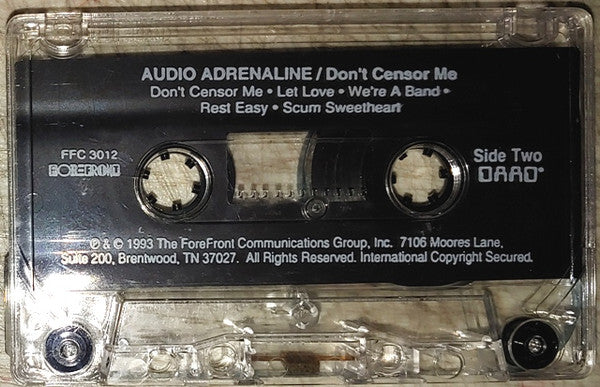 AUDIO ADRENALINE / Don't Censor Me
Don't Censor Me • Let Love • We're A Band •
Rest Easy • Scum Sweetheart
FFC 3012
FOREFRONT
Side Two
℗ & © 1993 The ForeFront Communications Group, Inc. 7106 Moores Lane,
Suite 200, Brentwood, TN 37027. All Rights Reserved. International Copyright Secured.